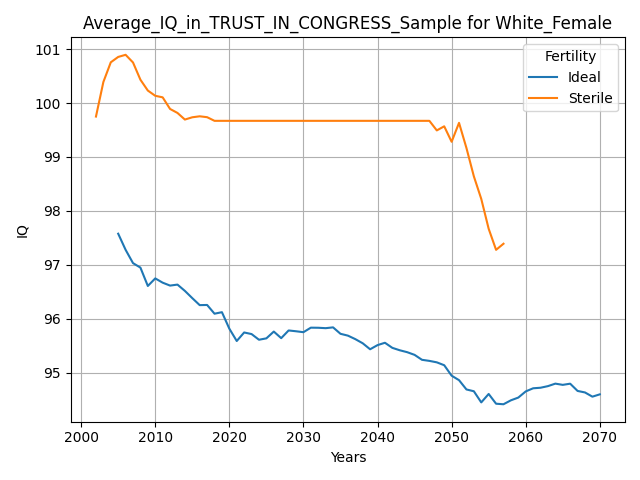 Average_IQ_in_TRUST_IN_CONGRESS_Sample for White_Female
Fertility
Ideal
Sterile
101
100
99
98
97
96
95
IQ
2000 2010 2020 2030 2040 2050 2060 2070
Years